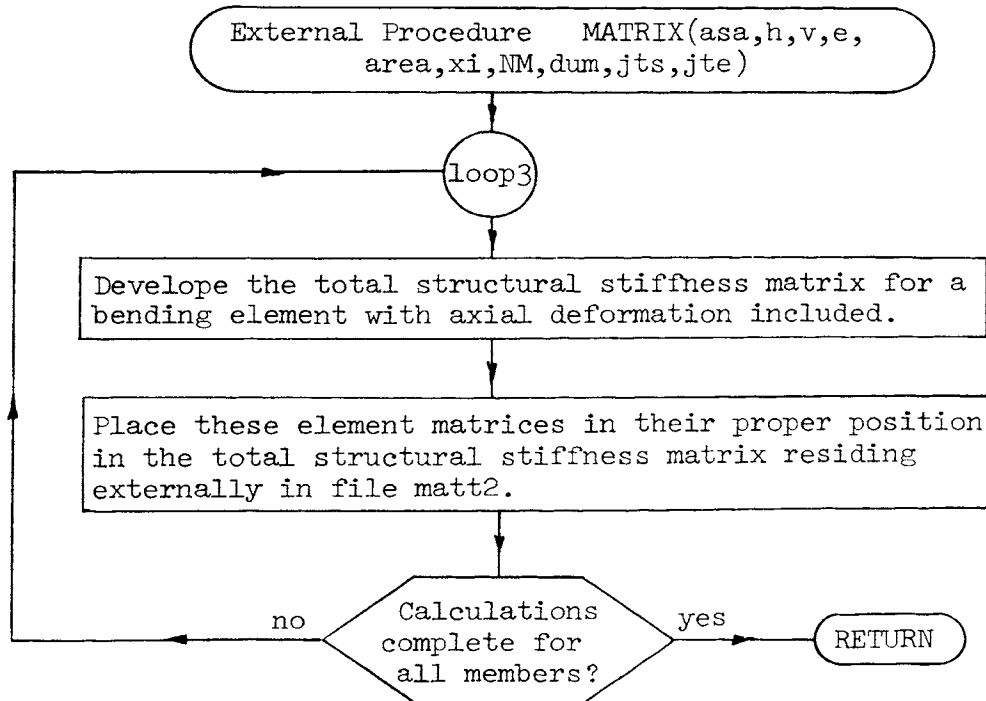 External Procedure MATRIX(asa,h,v,e,
area,xi,NM,dum,jts,jte)
loop3
Develope the total structural stiffness matrix for a
bending element with axial deformation included.
Place these element matrices in their proper position
in the total structural stiffness matrix residing
externally in file matt2.
no
Calculations
complete for
all members?
yes
RETURN